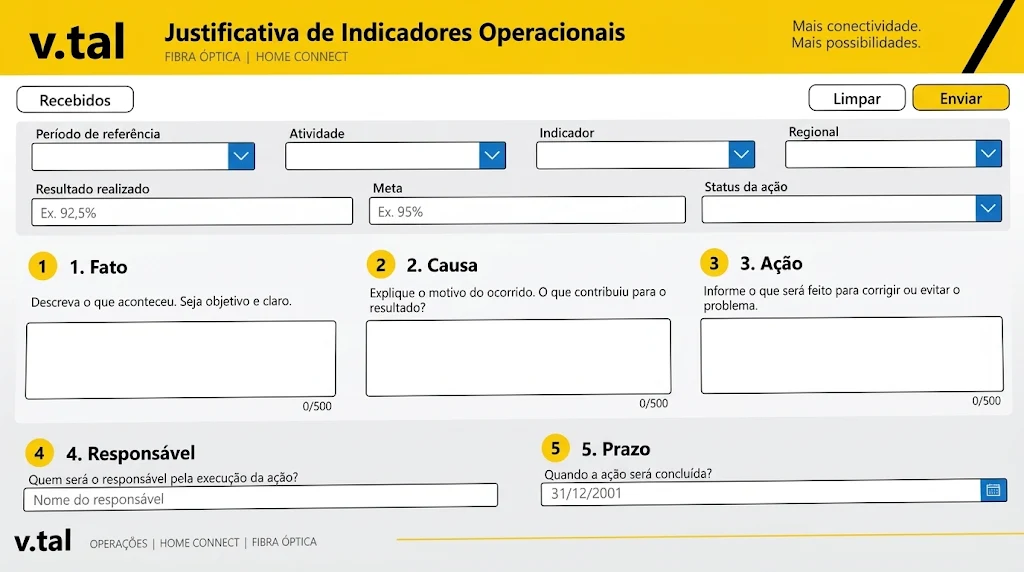 v.tal
Justificativa de Indicadores Operacionais
FIBRA ÓPTICA | HOME CONNECT
Mais conectividade.
Mais possibilidades.
Recebidos
Limpar
Enviar
Período de referência
Atividade
Indicador
Regional
Resultado realizado
Meta
Status da ação
Ex. 92,5%
Ex. 95%
1 1. Fato
Descreva o que aconteceu. Seja objetivo e claro.
0/500
2 2. Causa
Explique o motivo do ocorrido. O que contribuiu para o
resultado?
0/500
3 3. Ação
Informe o que será feito para corrigir ou evitar o
problema.
0/500
4 4. Responsável
Quem será o responsável pela execução da ação?
Nome do responsável
5 5. Prazo
Quando a ação será concluída?
31/12/2001
v.tal
OPERAÇÕES | HOME CONNECT | FIBRA ÓPTICA